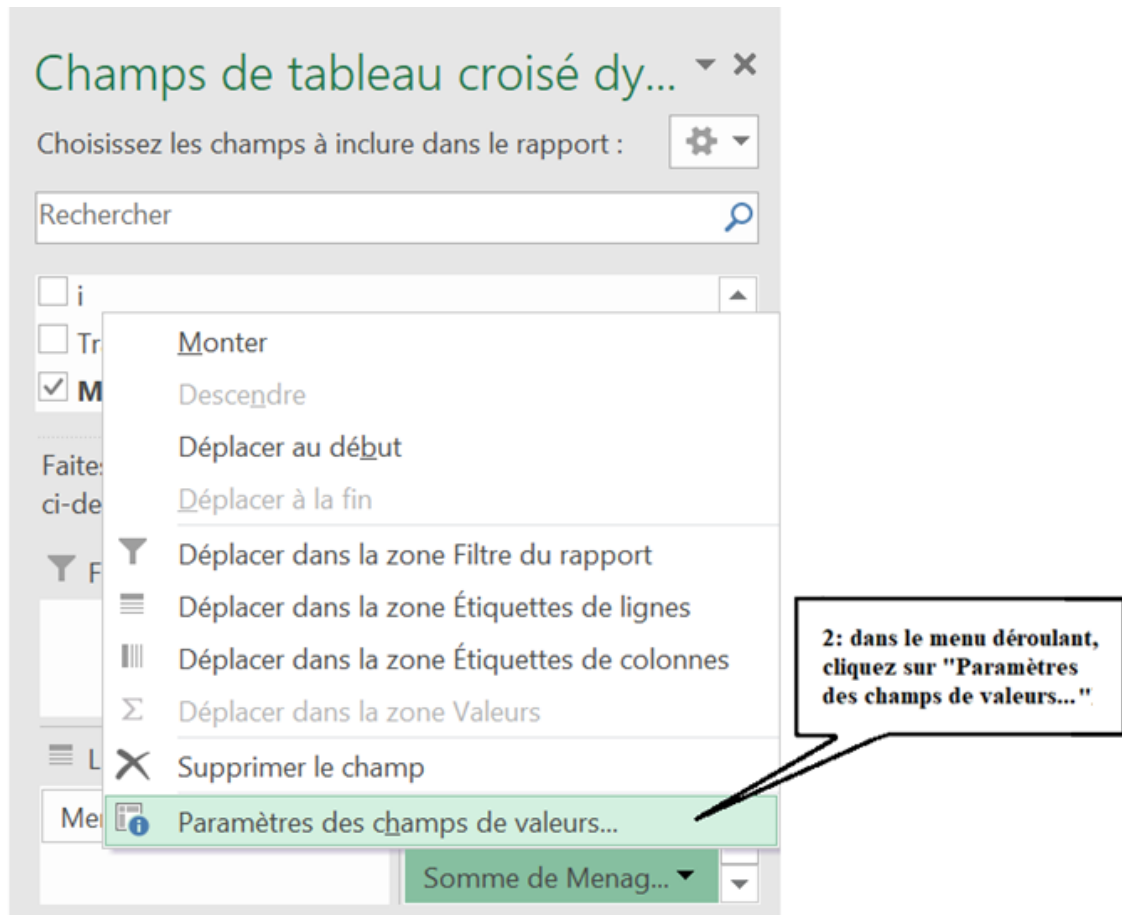 Champs de tableau croisé dy...
Choisissez les champs à inclure dans le rapport :
Rechercher
i
Tr
M
Monter
Descendre
Déplacer au début
Déplacer à la fin
Faite
ci-de
Déplacer dans la zone Filtre du rapport
F
Déplacer dans la zone Étiquettes de lignes
Déplacer dans la zone Étiquettes de colonnes
Σ Déplacer dans la zone Valeurs
L
Supprimer le champ
Me
Paramètres des champs de valeurs...
Somme de Menag...
2: dans le menu déroulant,
cliquez sur "Paramètres
des champs de valeurs..."